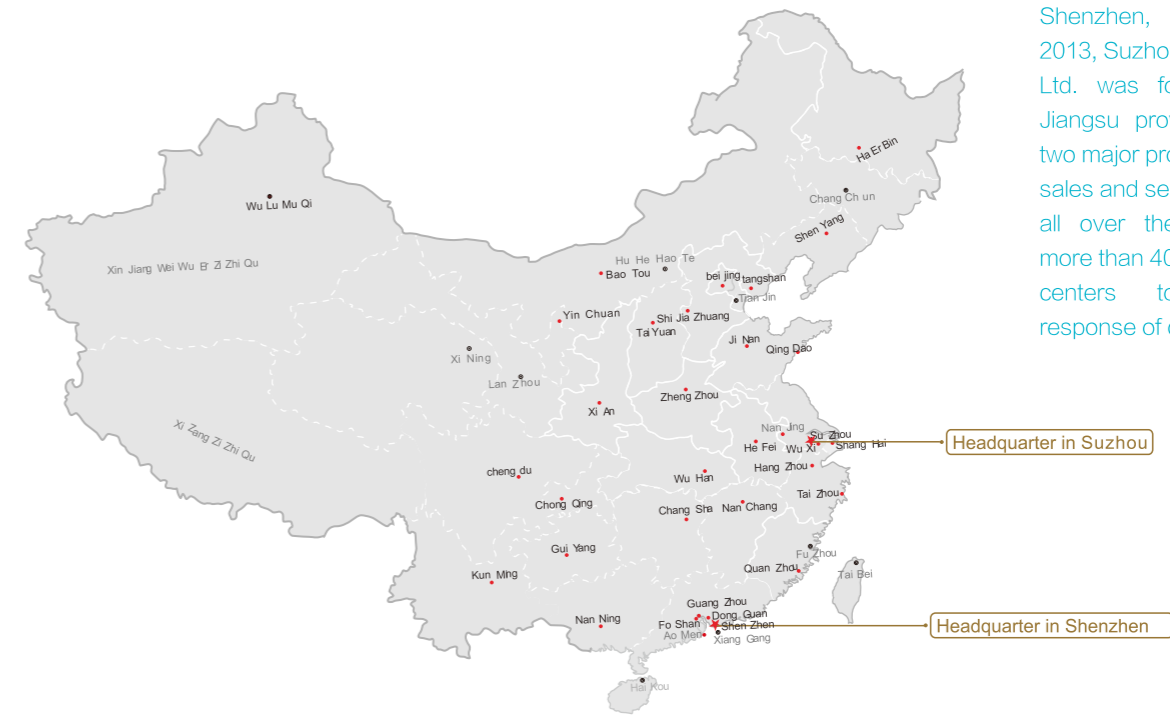 Shenzhen,
2013, Suzho
Ltd. was fo
Jiangsu prov
two major pro
sales and se
all over the
more than 40
centers to
response of c
Ha Er Bin
Chang Ch un
Wu Lu Mu Qi
Shen Yang
Xin Jiang Wei Wu Er Zi Zhi Qu
Hu He Hao Te
Bao Tou
bei jing
tangshan
Tian Jin
Yin Chuan
Shi Jia Zhuang
Tai Yuan
Ji Nan
Qing Dao
Xi Ning
Lan Zhou
Zheng Zhou
Xi An
Xi Zang Zi Zhi Qu
Nan Jing
Su Zhou
He Fei
Wu Xi
Shang Hai
Headquarter in Suzhou
Hang Zhou
cheng du
Wu Han
Tai Zhou
Chong Qing
Chang Sha
Nan Chang
Gui Yang
Fu Zhou
Quan Zhou
Tai Bei
Kun Ming
Guang Zhou
Dong Guan
Nan Ning
Fo Shan
Shen Zhen
Headquarter in Shenzhen
Ao Men
Xiang Gang
Hai Kou